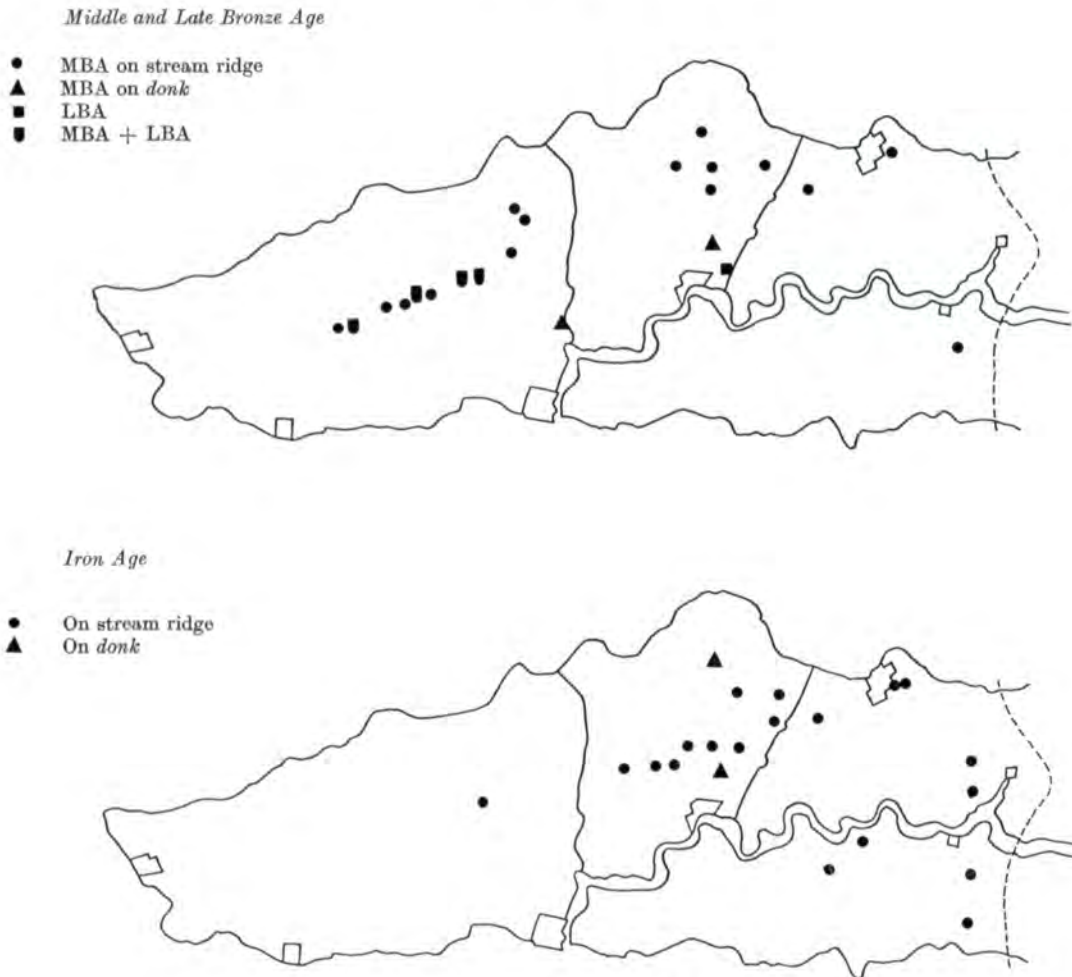 Middle and Late Bronze Age
MBA on stream ridge
MBA on donk
LBA
MBA + LBA
Iron Age
On stream ridge
On donk